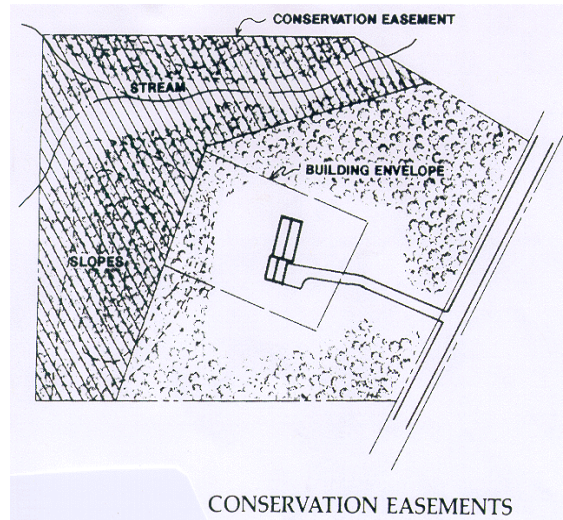 CONSERVATION EASEMENT
STREAM
BUILDING ENVELOPE
SLOPES
CONSERVATION EASEMENTS